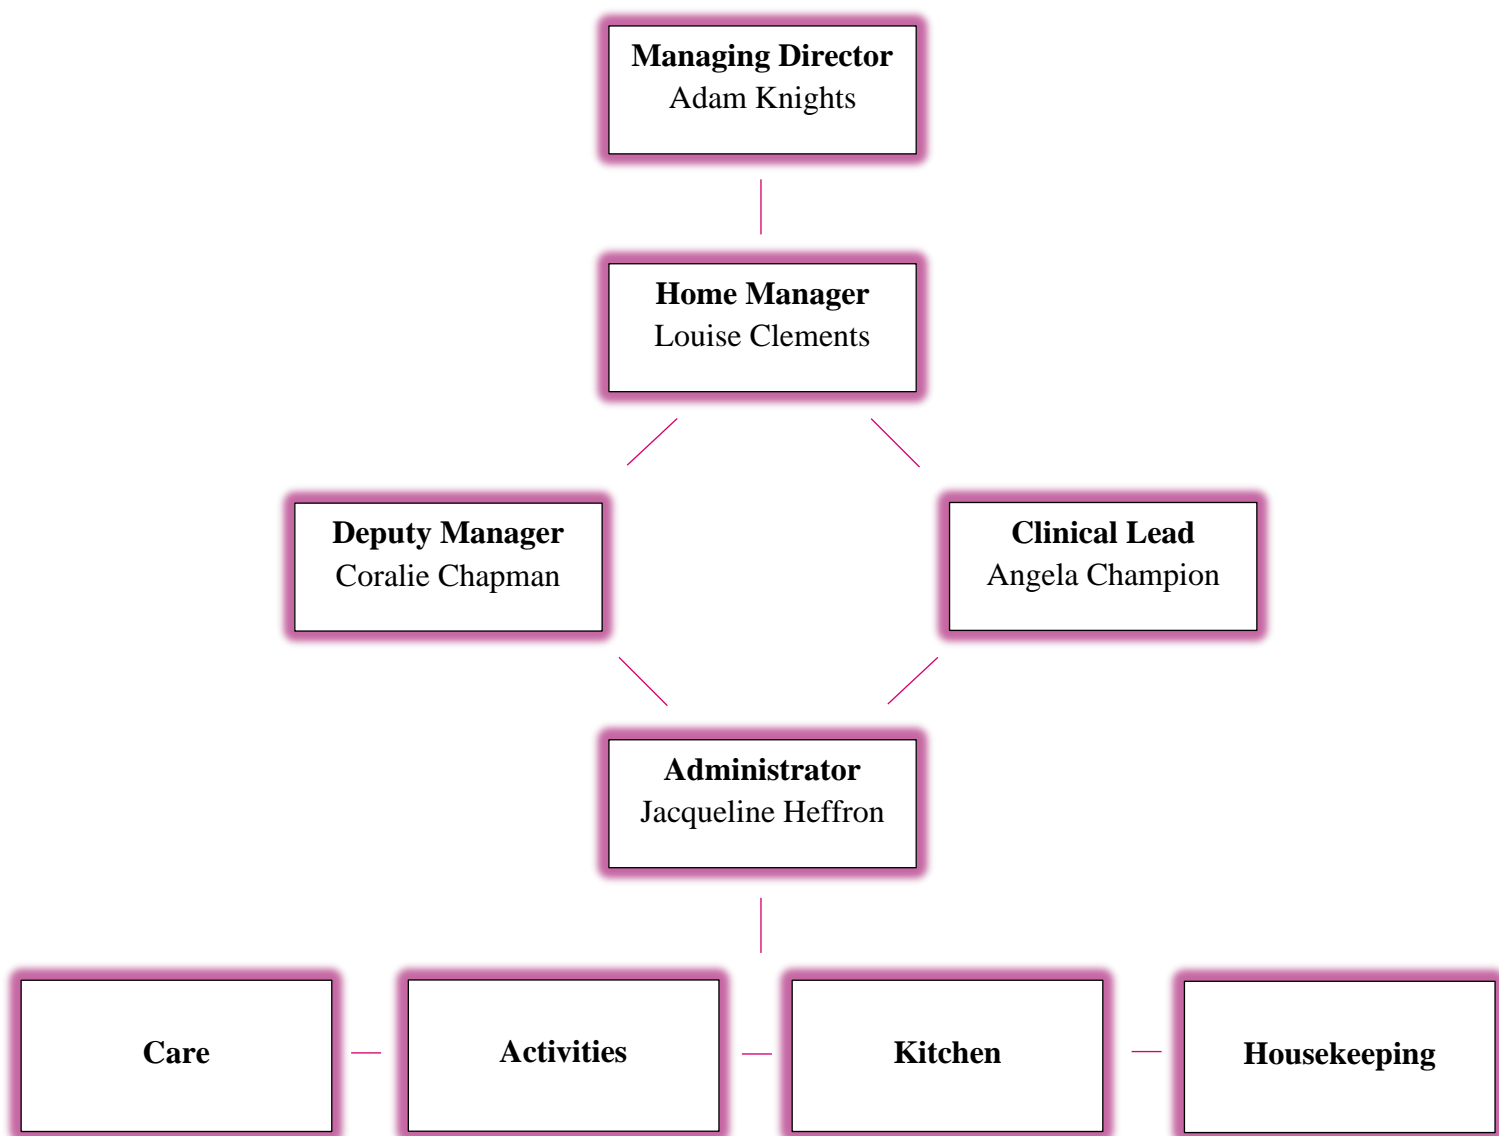 Managing Director
Adam Knights
Home Manager
Louise Clements
Deputy Manager
Coralie Chapman
Clinical Lead
Angela Champion
Administrator
Jacqueline Heffron
Care
Activities
Kitchen
Housekeeping